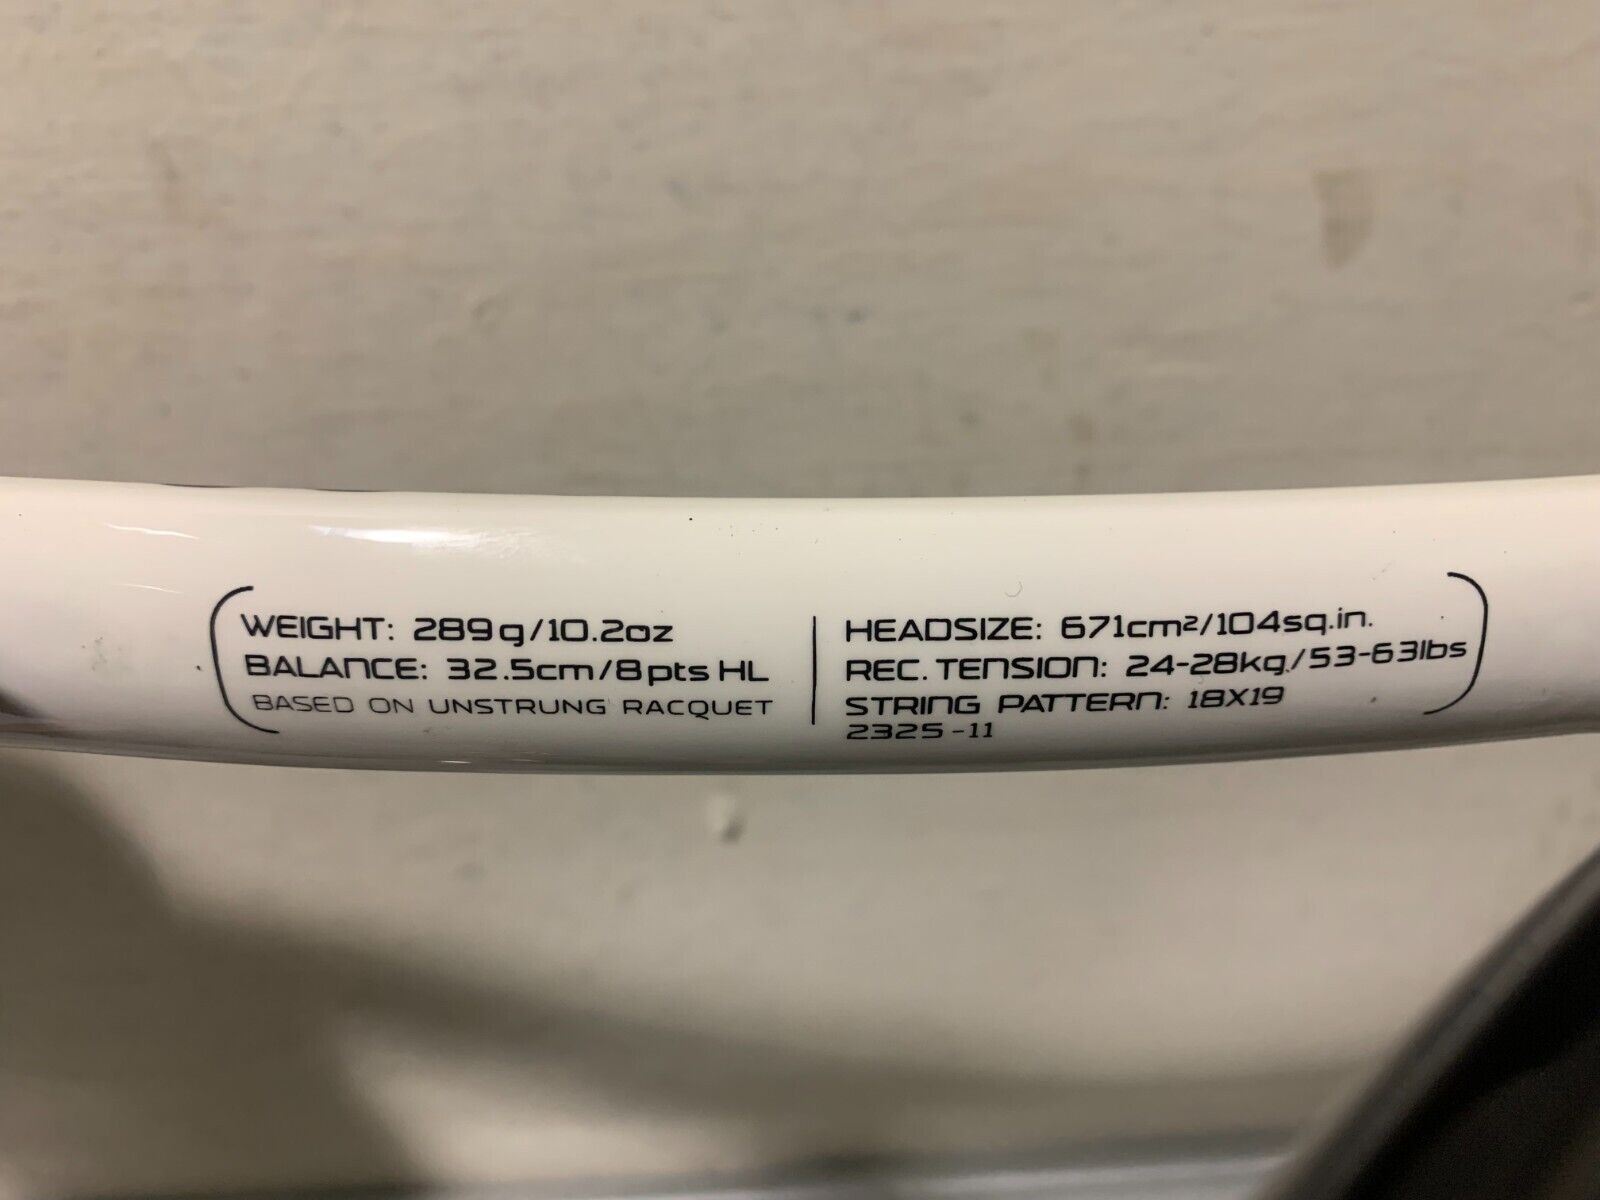 WEIGHT: 289g/10.2oz
BALANCE: 32.5cm/8pts HL
BASED ON UNSTRUNG RACQUET
HEADSIZE: 671cm²/104sq.in.
REC. TENSION: 24-28kg/53-63lbs
STRING PATTERN: 18X19
2325-11